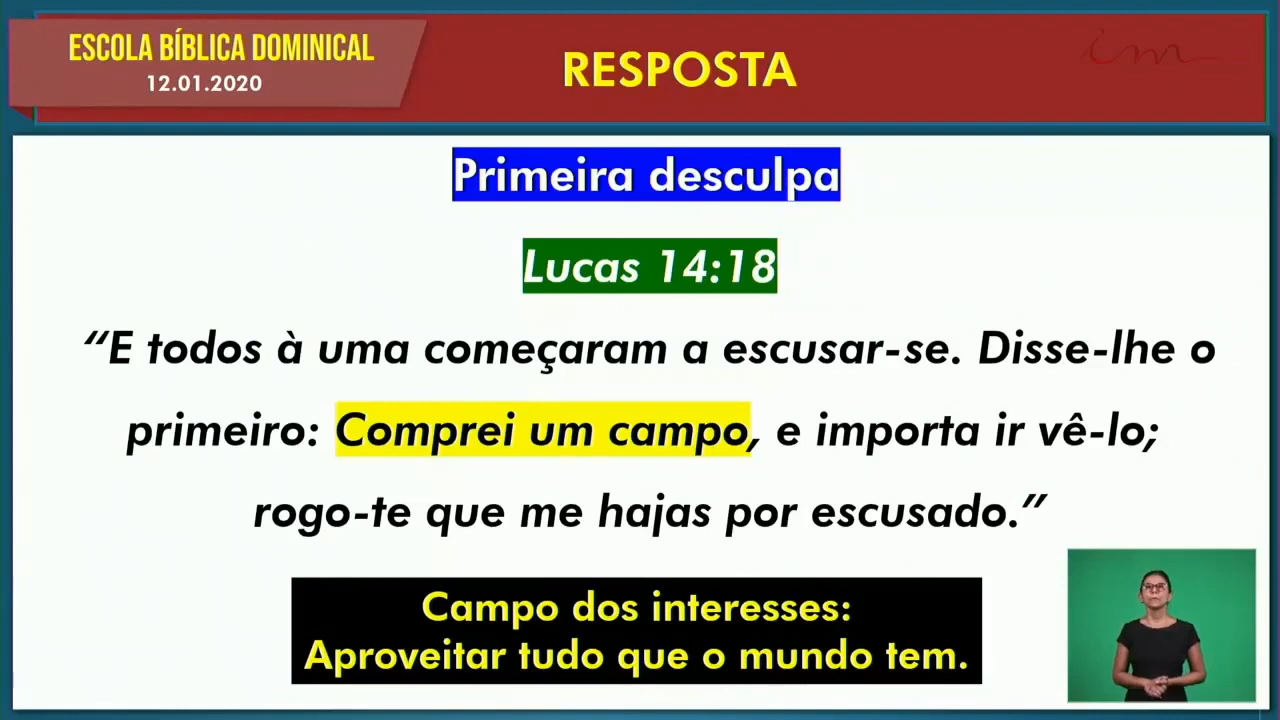 ESCOLA BÍBLICA DOMINICAL
12.01.2020
RESPOSTA
im
Primeira desculpa
Lucas 14:18
“E todos à uma começaram a escusar-se. Disse-lhe o
primeiro: Comprei um campo, e importa ir vê-lo;
rogo-te que me hajas por escusado.”
Campo dos interesses:
Aproveitar tudo que o mundo tem.